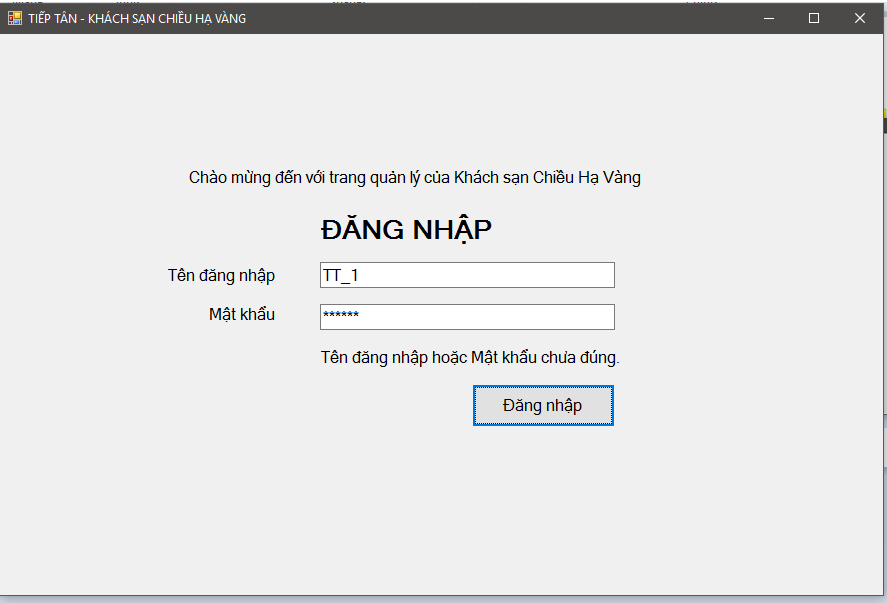 TIẾP TÂN - KHÁCH SẠN CHIỀU HẠ VÀNG
Chào mừng đến với trang quản lý của Khách sạn Chiều Hạ Vàng
ĐĂNG NHẬP
Tên đăng nhập TT_1
Mật khẩu ******
Tên đăng nhập hoặc Mật khẩu chưa đúng.
Đăng nhập